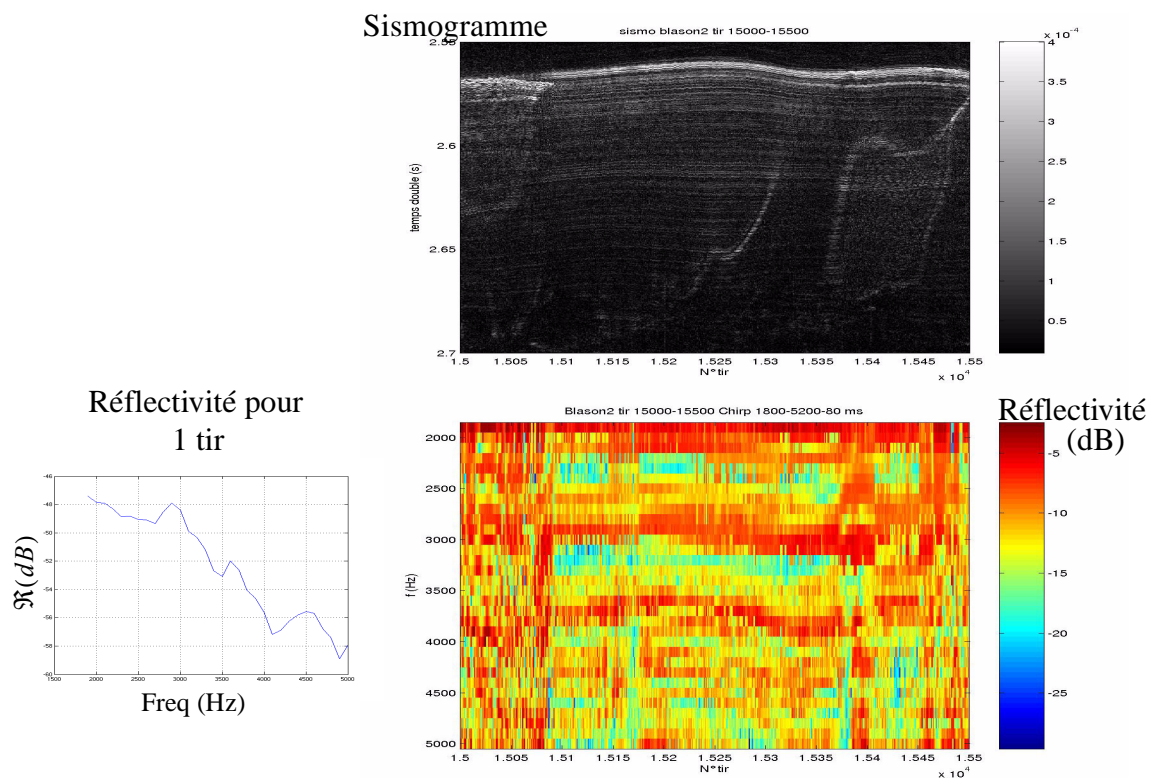 Sismogramme
sismo blason2 tir 15000-15500
x 10⁻⁴
2.55
2.6
2.65
2.7
temps double (s)
1.5 1.505 1.51 1.515 1.52 1.525 1.53 1.535 1.54 1.545 1.55
N°tir
x 10⁴
4
3.5
3
2.5
2
1.5
1
0.5
Réflectivité pour
1 tir
-46
-48
-50
-52
-54
-56
-58
-60
ℜ(dB)
1500 2000 2500 3000 3500 4000 4500 5000
Freq (Hz)
Blason2 tir 15000-15500 Chirp 1800-5200-80 ms
2000
2500
3000
3500
4000
4500
5000
f (Hz)
1.5 1.505 1.51 1.515 1.52 1.525 1.53 1.535 1.54 1.545 1.55
N°tir
x 10⁴
Réflectivité
(dB)
-5
-10
-15
-20
-25